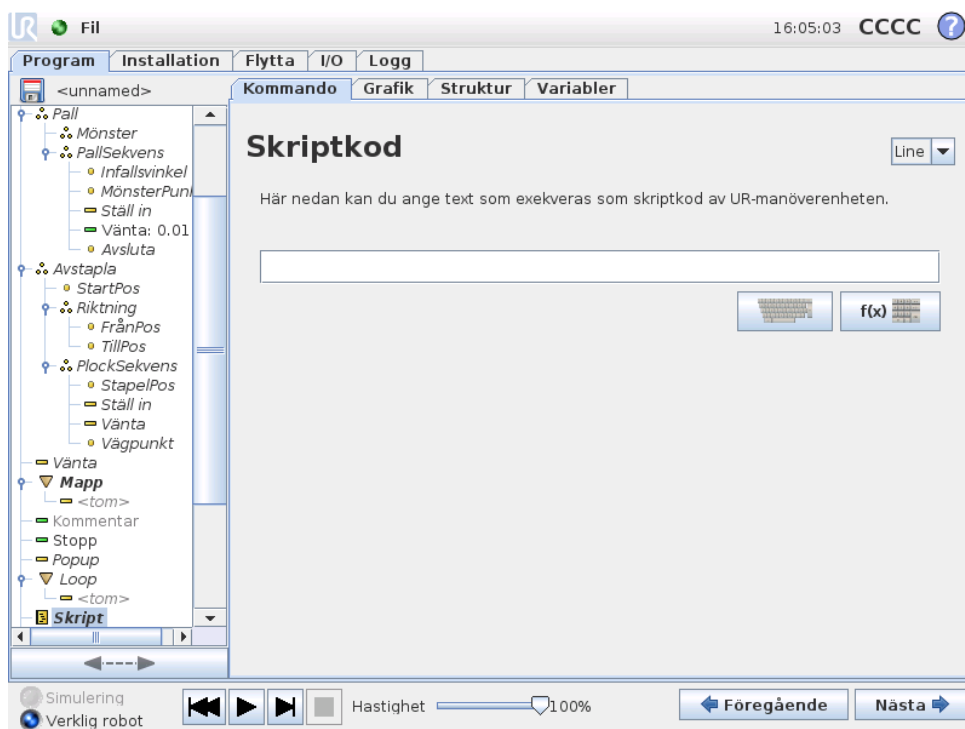 UR Fil 16:05:03 CCCC ?
Program Installation Flytta I/O Logg
<unnamed> Kommando Grafik Struktur Variabler
Pall
Mönster
PallSekvens
Infallsvinkel
MönsterPunl
Ställ in
Vänta: 0.01
Avsluta
Avstapla
StartPos
Riktning
FrånPos
TillPos
PlockSekvens
StapelPos
Ställ in
Vänta
Vägpunkt
Vänta
Mapp
<tom>
Kommentar
Stopp
Popup
Loop
<tom>
Skript
Skriptkod
Line
Här nedan kan du ange text som exekveras som skriptkod av UR-manöverenheten.
f(x)
Simulering
Verklig robot
Hastighet 100%
Föregående Nästa